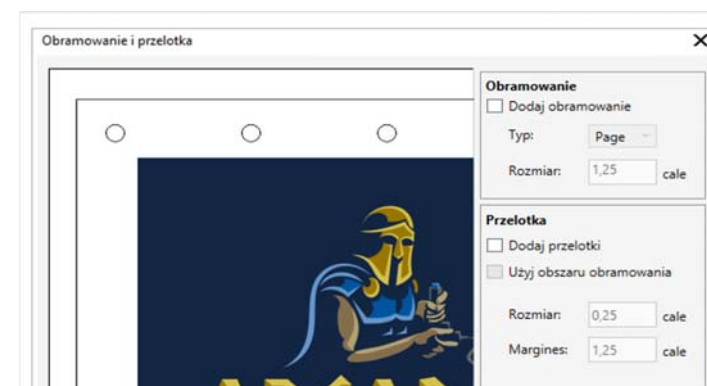 Obramowanie i przelotka
Obramowanie
Dodaj obramowanie
Typ: Page
Rozmiar: 1,25 cale
Przelotka
Dodaj przelotki
Użyj obszaru obramowania
Rozmiar: 0,25 cale
Margines: 1,25 cale